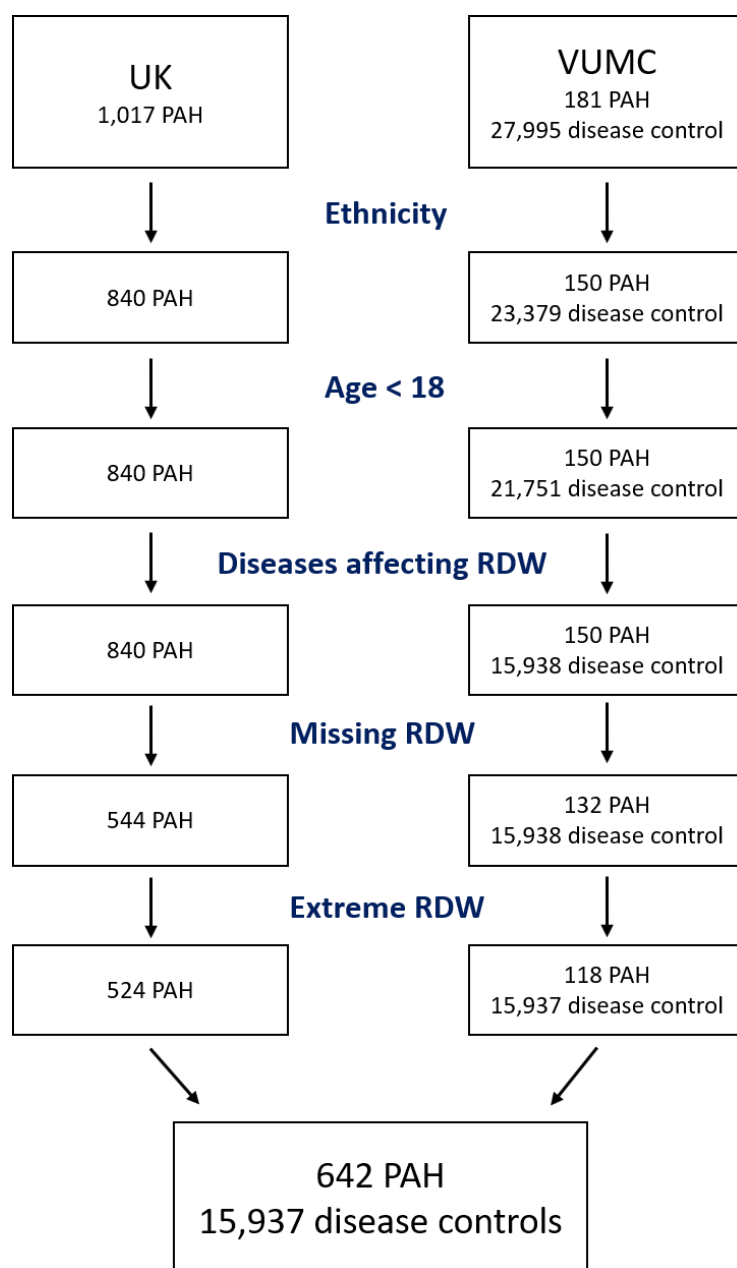 UK
1,017 PAH
VUMC
181 PAH
27,995 disease control
Ethnicity
840 PAH
150 PAH
23,379 disease control
Age < 18
840 PAH
150 PAH
21,751 disease control
Diseases affecting RDW
840 PAH
150 PAH
15,938 disease control
Missing RDW
544 PAH
132 PAH
15,938 disease control
Extreme RDW
524 PAH
118 PAH
15,937 disease control
642 PAH
15,937 disease controls